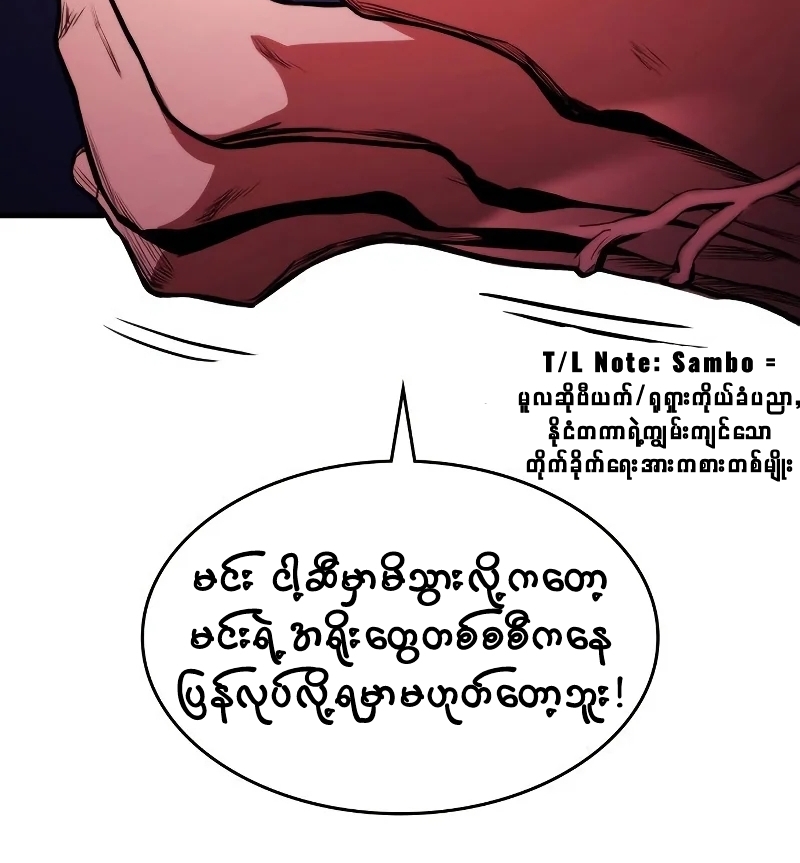 T/L Note: Sambo =
မူလဆိုဗီယက်/ရုရှားကိုယ်ခံပညာ,
နိုင်ငံတကာရဲ့ကျွမ်းကျင်သော
တိုက်ခိုက်ရေးအားကစားတစ်မျိုး
မင်း ငါ့ဆီမှာမိသွားလို့ကတော့
မင်းရဲ့အရိုးတွေတစ်စစီကနေ
ပြန်လုပ်လို့ရမှာမဟုတ်တော့ဘူး!